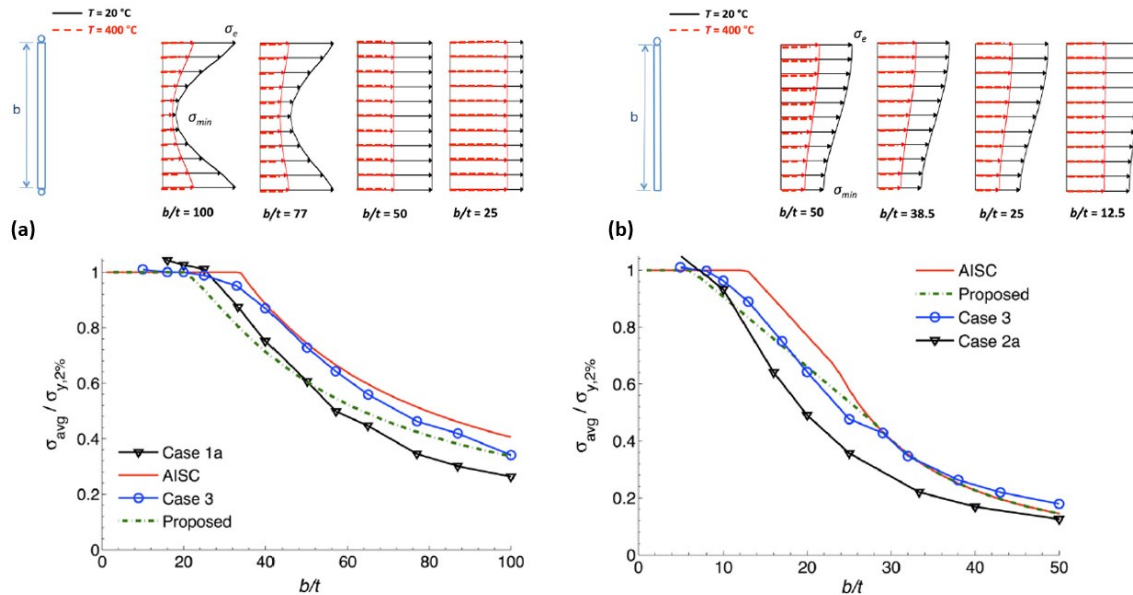 T = 20 °C
T = 400 °C
σe
b
σmin
b/t = 100
b/t = 77
b/t = 50
b/t = 25
(a)
1
0.8
0.6
0.4
0.2
0
σavg / σy,2%
Case 1a
AISC
Case 3
Proposed
0
20
40
60
80
100
b/t
T = 20 °C
T = 400 °C
σe
b
σmin
b/t = 50
b/t = 38.5
b/t = 25
b/t = 12.5
(b)
1
0.8
0.6
0.4
0.2
0
σavg / σy,2%
AISC
Proposed
Case 3
Case 2a
0
10
20
30
40
50
b/t